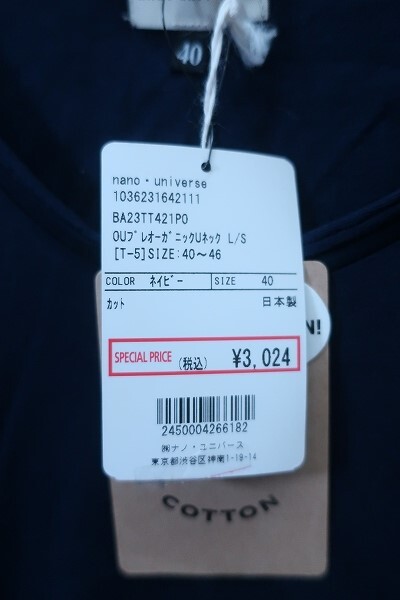 40
nano・universe
1036231642111
BA23TT421PO
OUプレオーガニックUネック L/S
[T-5]SIZE:40～46
COLOR ネイビー SIZE 40
カット 日本製
N!
SPECIAL PRICE (税込) ¥3,024
2450004266182
㈱ナノ・ユニバース
東京都渋谷区神南1-19-14
COTTON